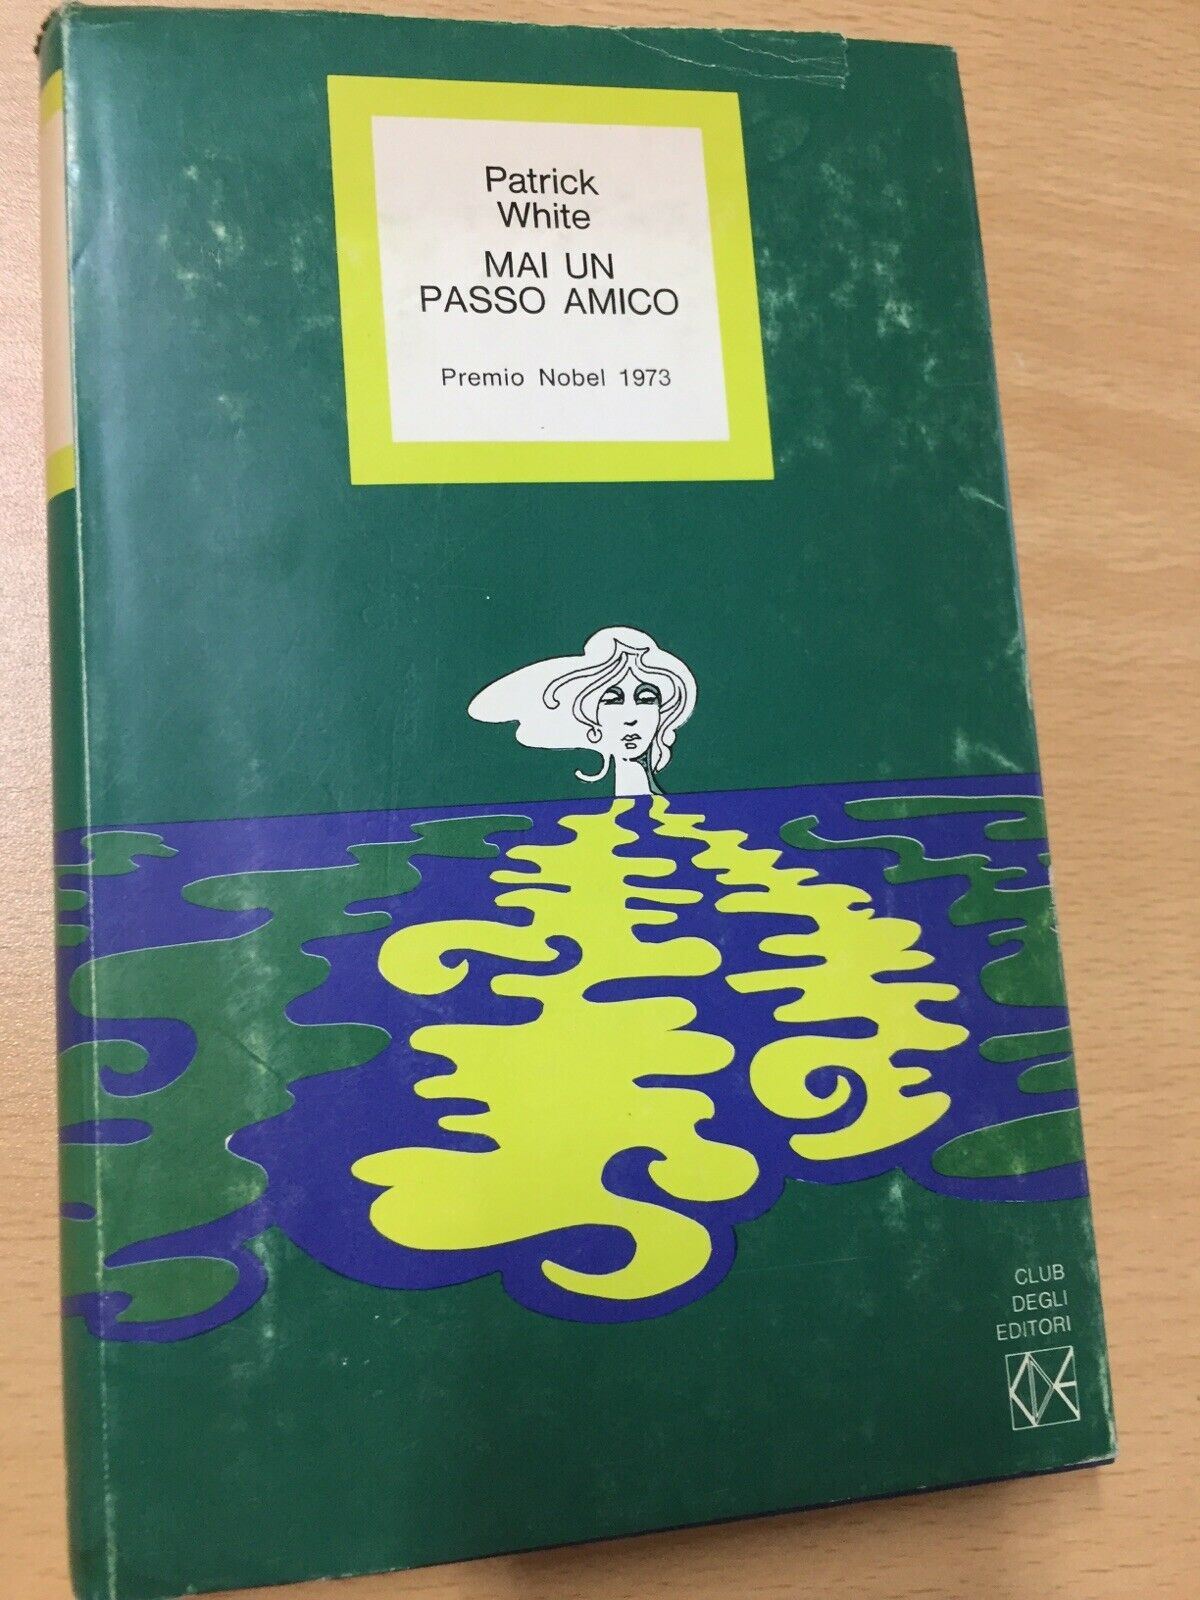 Patrick
White
MAI UN
PASSO AMICO
Premio Nobel 1973
CLUB
DEGLI
EDITORI